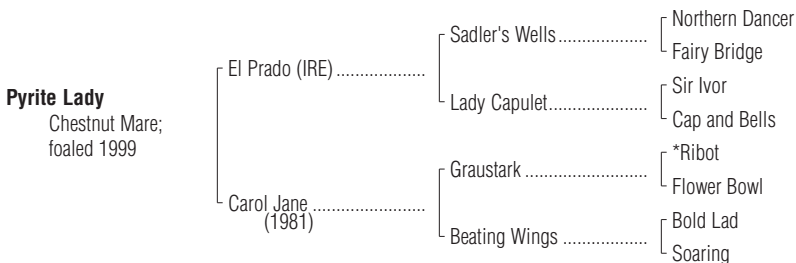 Northern Dancer
Sadler's Wells...................
Fairy Bridge
El Prado (IRE)...................
Sir Ivor
Lady Capulet.....................
Cap and Bells
Pyrite Lady
Chestnut Mare;
foaled 1999
*Ribot
Graustark ........................
Flower Bowl
Carol Jane ........................
(1981)
Bold Lad
Beating Wings ..................
Soaring